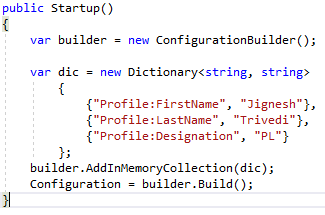 public Startup()
{
    var builder = new ConfigurationBuilder();
    var dic = new Dictionary<string, string>
        {
            {"Profile:FirstName", "Jignesh"},
            {"Profile:LastName", "Trivedi"},
            {"Profile:Designation", "PL"}
        };
    builder.AddInMemoryCollection(dic);
    Configuration = builder.Build();
}